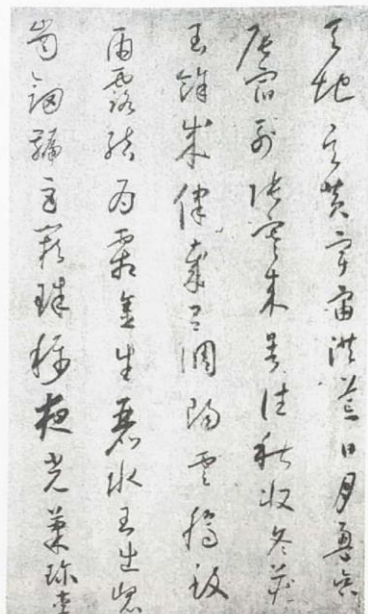 天地玄黃宇宙洪荒日月盈昃
辰宿列張寒來暑往秋收冬藏
閏餘成律歲呂調陽雲騰致
雨露結為霜金生麗水玉出崑
崗劍號巨闕珠稱夜光菓珍李